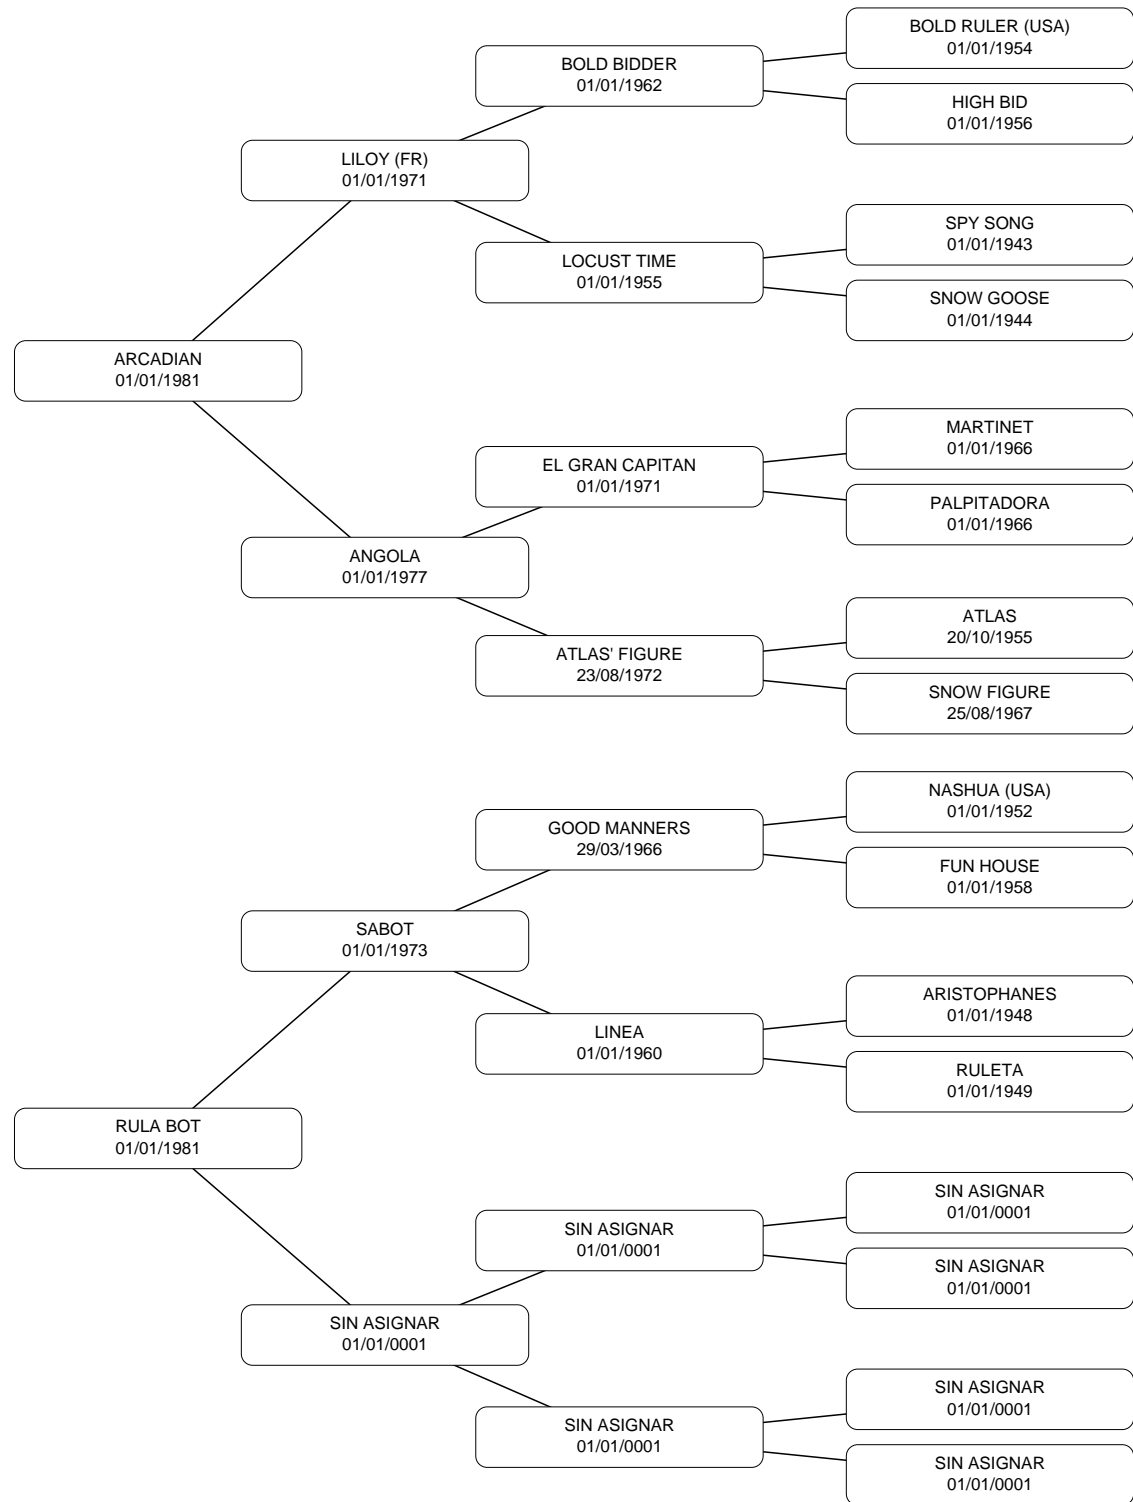 BOLD RULER (USA)
01/01/1954
BOLD BIDDER
01/01/1962
HIGH BID
01/01/1956
LILOY (FR)
01/01/1971
SPY SONG
01/01/1943
LOCUST TIME
01/01/1955
SNOW GOOSE
01/01/1944
ARCADIAN
01/01/1981
MARTINET
01/01/1966
EL GRAN CAPITAN
01/01/1971
PALPITADORA
01/01/1966
ANGOLA
01/01/1977
ATLAS
20/10/1955
ATLAS' FIGURE
23/08/1972
SNOW FIGURE
25/08/1967
NASHUA (USA)
01/01/1952
GOOD MANNERS
29/03/1966
FUN HOUSE
01/01/1958
SABOT
01/01/1973
ARISTOPHANES
01/01/1948
LINEA
01/01/1960
RULETA
01/01/1949
RULA BOT
01/01/1981
SIN ASIGNAR
01/01/0001
SIN ASIGNAR
01/01/0001
SIN ASIGNAR
01/01/0001
SIN ASIGNAR
01/01/0001
SIN ASIGNAR
01/01/0001
SIN ASIGNAR
01/01/0001
SIN ASIGNAR
01/01/0001